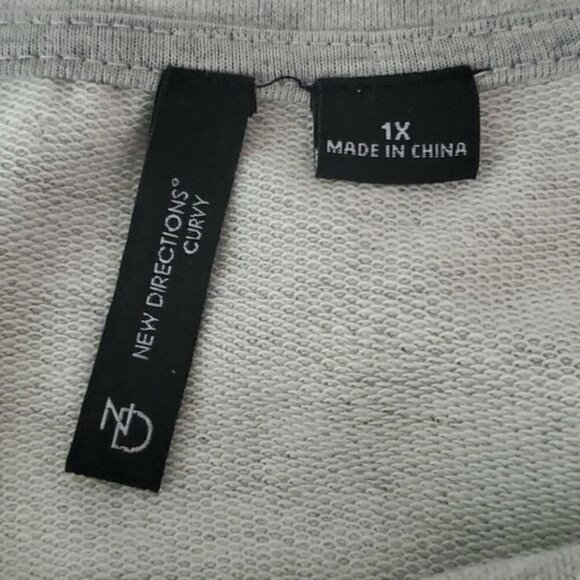 NEW DIRECTIONS®
CURVY
ND
1X
MADE IN CHINA